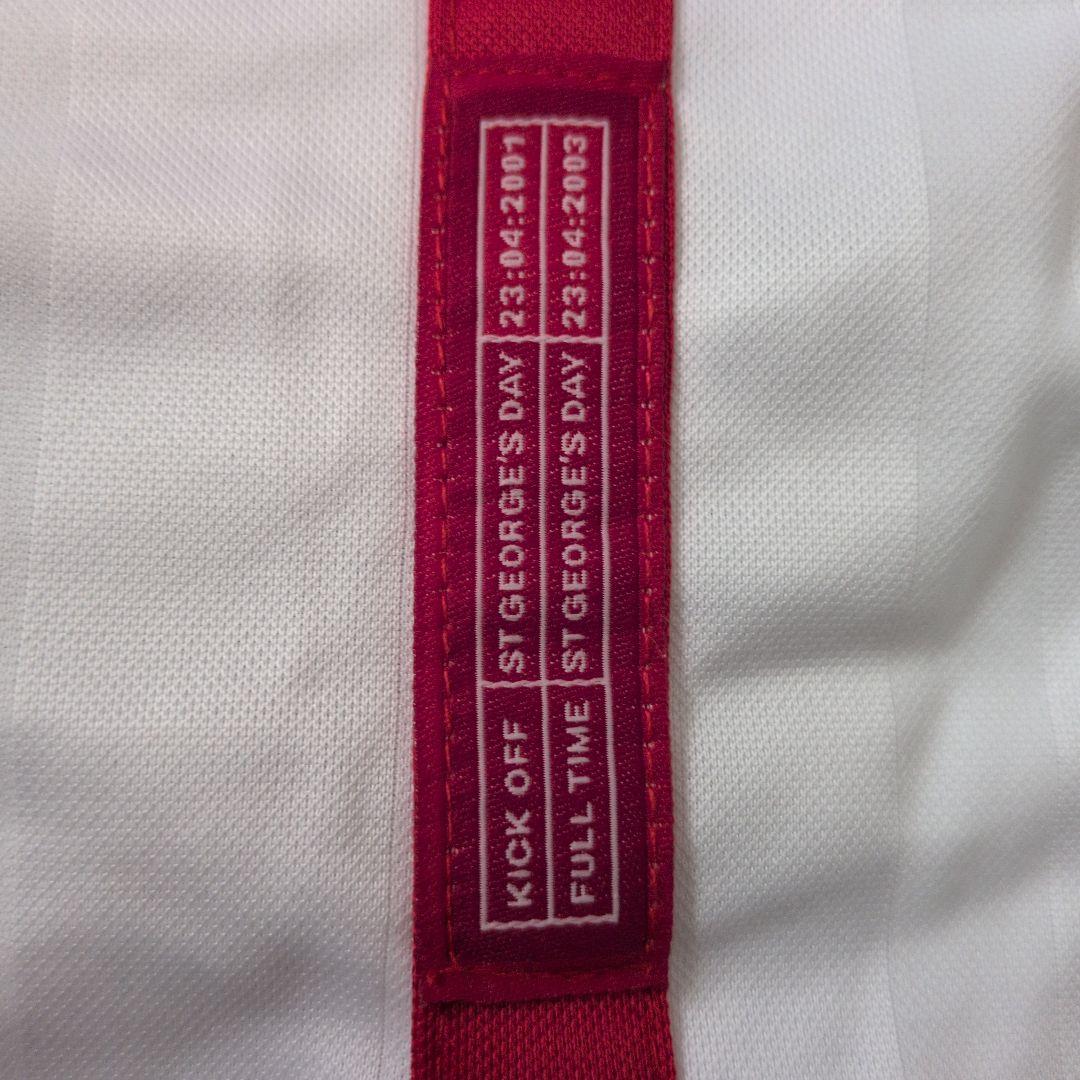 KICK OFF ST GEORGE'S DAY 23:04:2001
FULL TIME ST GEORGE'S DAY 23:04:2003